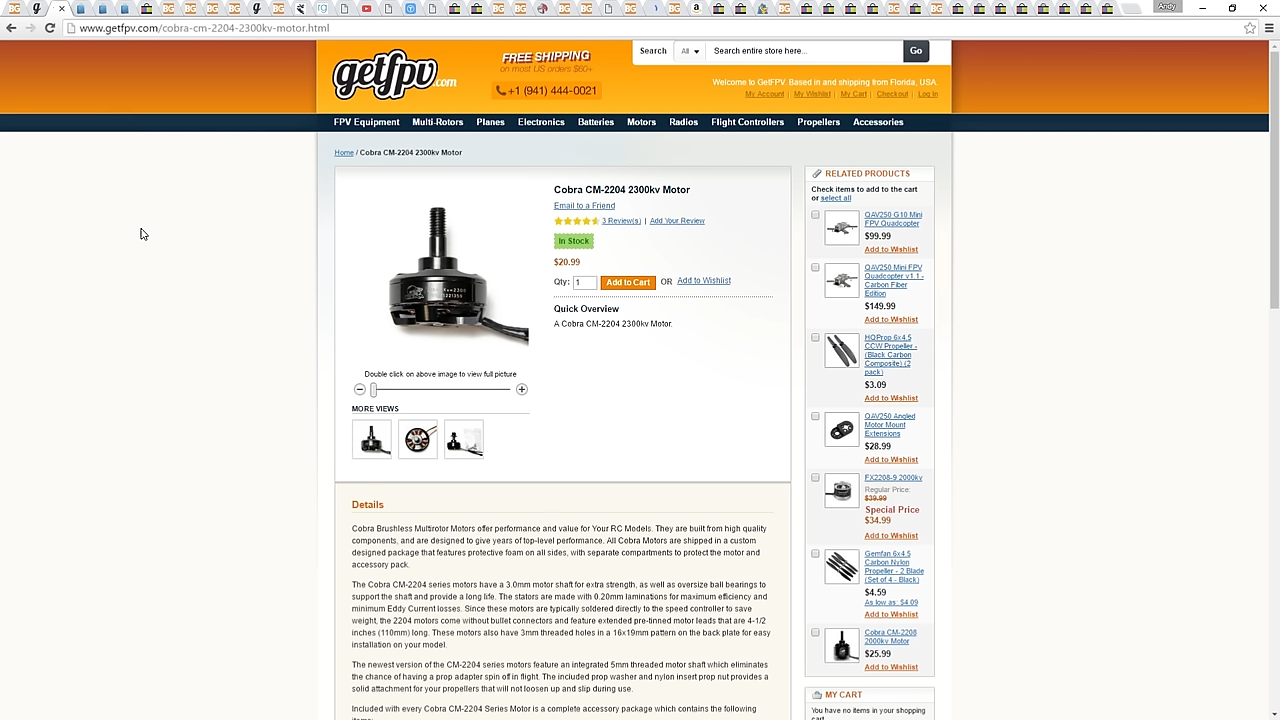 Andy
www.getfpv.com/cobra-cm-2204-2300kv-motor.html
getfpv.com
FREE SHIPPING
on most US orders $60+
+1 (941) 444-0021
Search
All
Search entire store here...
Go
Welcome to GetFPV. Based in and shipping from Florida, USA.
My Account | My Wishlist | My Cart | Checkout | Log In
FPV Equipment Multi-Rotors Planes Electronics Batteries Motors Radios Flight Controllers Propellers Accessories
Home / Cobra CM-2204 2300kv Motor
Cobra CM-2204 2300kv Motor
Email to a Friend
3 Review(s) | Add Your Review
In Stock
$20.99
Qty: 1 Add to Cart OR Add to Wishlist
Quick Overview
A Cobra CM-2204 2300kv Motor.
Double click on above image to view full picture
MORE VIEWS
Details
Cobra Brushless Multirotor Motors offer performance and value for Your RC Models. They are built from high quality
components, and are designed to give years of top-level performance. All Cobra Motors are shipped in a custom
designed package that features protective foam on all sides, with separate compartments to protect the motor and
accessory pack.
The Cobra CM-2204 series motors have a 3.0mm motor shaft for extra strength, as well as oversize ball bearings to
support the shaft and provide a long life. The stators are made with 0.20mm laminations for maximum efficiency and
minimum Eddy Current losses. Since these motors are typically soldered directly to the speed controller to save
weight, the 2204 motors come without bullet connectors and feature extended pre-tinned motor leads that are 4-1/2
inches (110mm) long. These motors also have 3mm threaded holes in a 16x19mm pattern on the back plate for easy
installation on your model.
The newest version of the CM-2204 series motors feature an integrated 5mm threaded motor shaft which eliminates
the chance of having a prop adapter spin off in flight. The included prop washer and nylon insert prop nut provides a
solid attachment for your propellers that will not loosen up and slip during use.
Included with every Cobra CM-2204 Series Motor is a complete accessory package which contains the following
items:
RELATED PRODUCTS
Check items to add to the cart
or select all
QAV250 G10 Mini
FPV Quadcopter
$99.99
Add to Wishlist
QAV250 Mini FPV
Quadcopter v1.1 -
Carbon Fiber
Edition
$149.99
Add to Wishlist
HQProp 6x4.5
CCW Propeller -
(Black Carbon
Composite) (2
pack)
$3.09
Add to Wishlist
QAV250 Angled
Motor Mount
Extensions
$28.99
Add to Wishlist
FX2208-9 2000kv
Regular Price:
$39.99
Special Price
$34.99
Add to Wishlist
Gemfan 6x4.5
Carbon Nylon
Propeller - 2 Blade
(Set of 4 - Black)
$4.59
As low as: $4.09
Add to Wishlist
Cobra CM-2208
2000kv Motor
$25.99
Add to Wishlist
MY CART
You have no items in your shopping
cart.